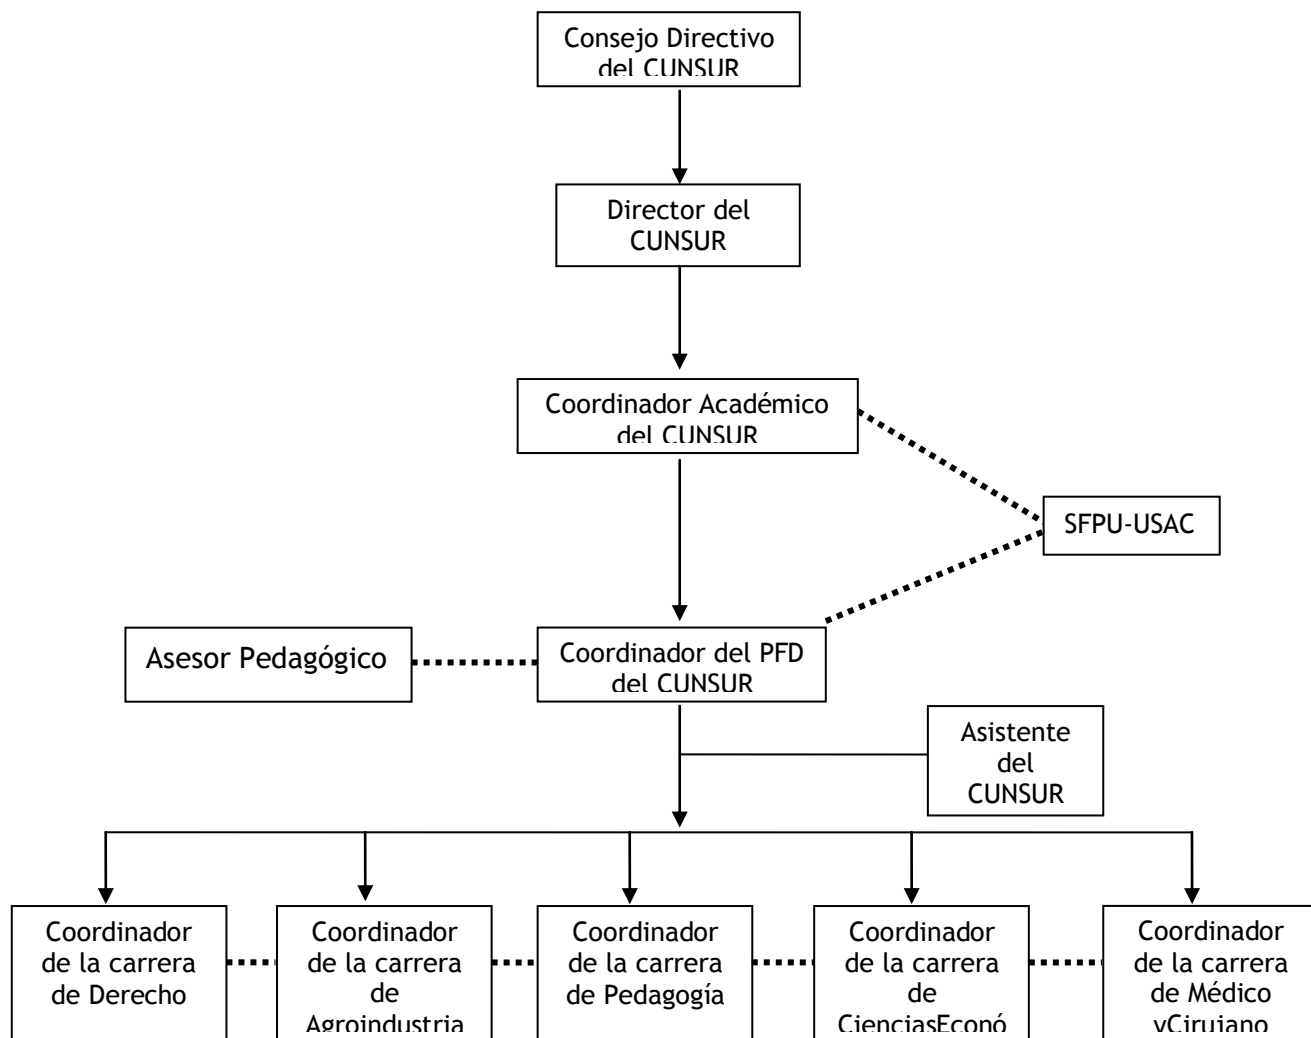 Consejo Directivo
del CUNSUR
Director del
CUNSUR
Coordinador Académico
del CUNSUR
SFPU-USAC
Asesor Pedagógico
Coordinador del PFD
del CUNSUR
Asistente
del
CUNSUR
Coordinador
de la carrera
de Derecho
Coordinador
de la carrera
de
Agroindustria
Coordinador
de la carrera
de Pedagogía
Coordinador
de la carrera
de
CienciasEconó
Coordinador
de la carrera
de Médico
yCirujano